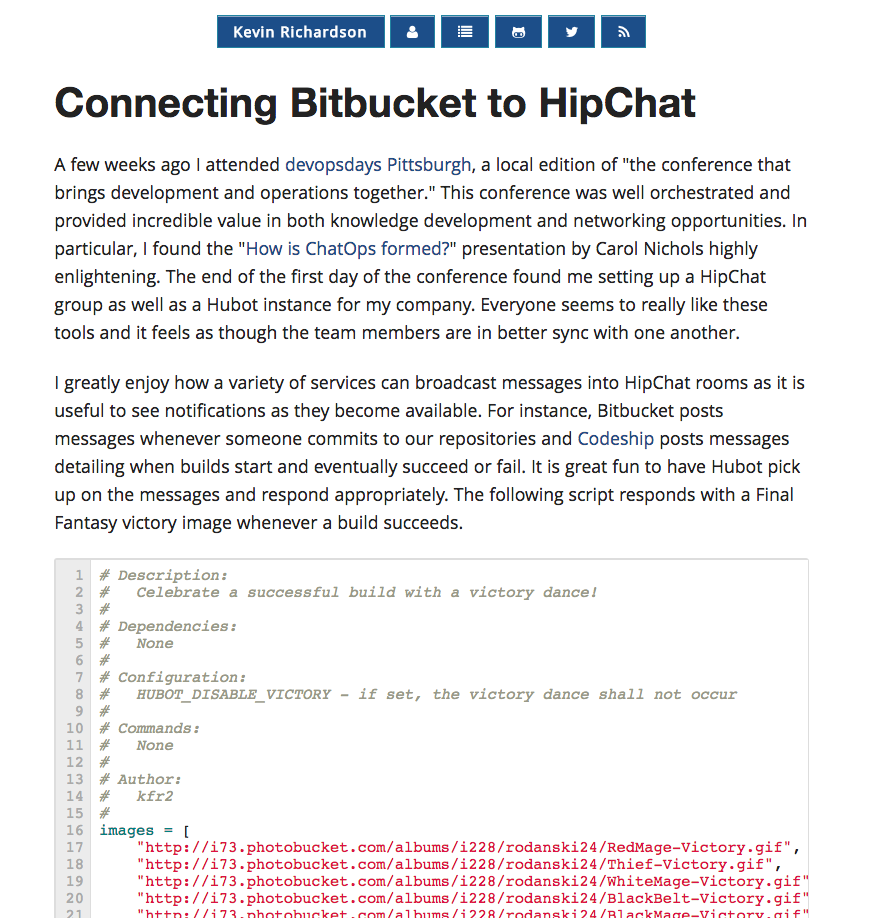 Kevin Richardson
Connecting Bitbucket to HipChat
A few weeks ago I attended devopsdays Pittsburgh, a local edition of "the conference that
brings development and operations together." This conference was well orchestrated and
provided incredible value in both knowledge development and networking opportunities. In
particular, I found the "How is ChatOps formed?" presentation by Carol Nichols highly
enlightening. The end of the first day of the conference found me setting up a HipChat
group as well as a Hubot instance for my company. Everyone seems to really like these
tools and it feels as though the team members are in better sync with one another.
I greatly enjoy how a variety of services can broadcast messages into HipChat rooms as it is
useful to see notifications as they become available. For instance, Bitbucket posts
messages whenever someone commits to our repositories and Codeship posts messages
detailing when builds start and eventually succeed or fail. It is great fun to have Hubot pick
up on the messages and respond appropriately. The following script responds with a Final
Fantasy victory image whenever a build succeeds.
1 # Description:
2 #   Celebrate a successful build with a victory dance!
3 #
4 # Dependencies:
5 #   None
6 #
7 # Configuration:
8 #   HUBOT_DISABLE_VICTORY - if set, the victory dance shall not occur
9 #
10 # Commands:
11 #   None
12 #
13 # Author:
14 #   kfr2
15 #
16 images = [
17     "http://i73.photobucket.com/albums/i228/rodanski24/RedMage-Victory.gif",
18     "http://i73.photobucket.com/albums/i228/rodanski24/Thief-Victory.gif",
19     "http://i73.photobucket.com/albums/i228/rodanski24/WhiteMage-Victory.gif"
20     "http://i73.photobucket.com/albums/i228/rodanski24/BlackBelt-Victory.gif"
21     "http://i73.photobucket.com/albums/i228/rodanski24/BlackMage-Victory.gif"